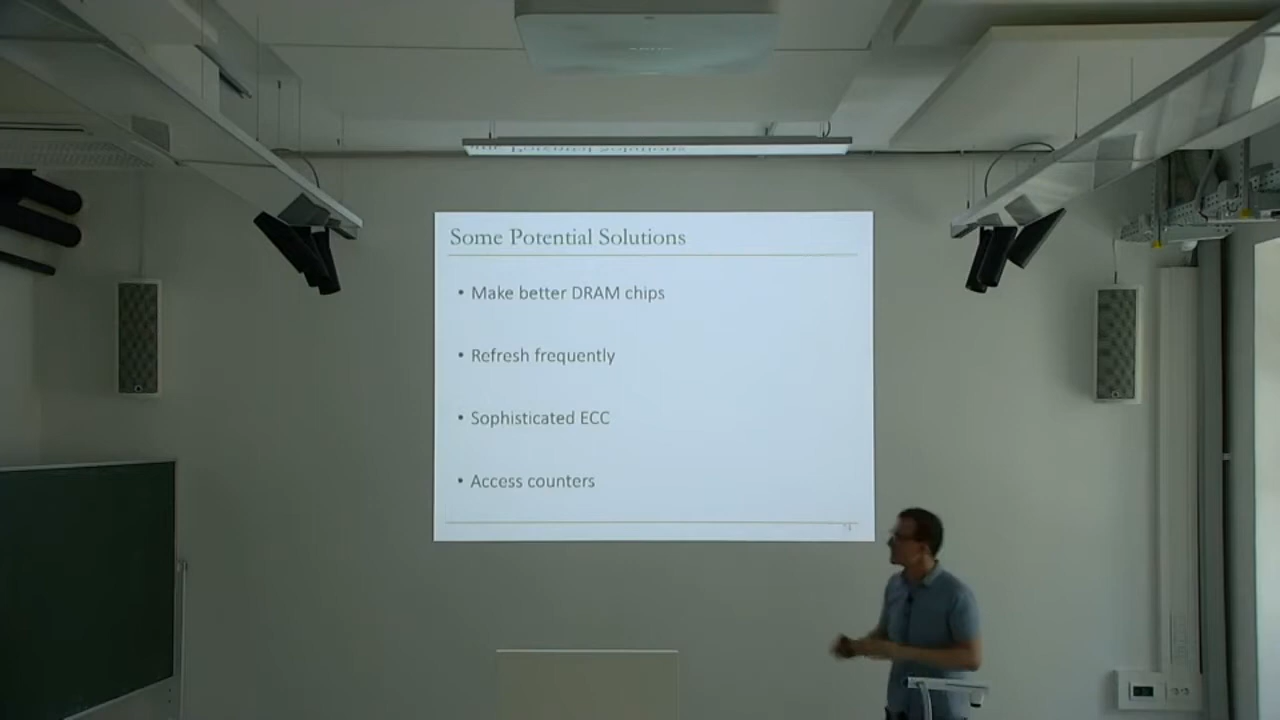 Some Potential Solutions
• Make better DRAM chips
• Refresh frequently
• Sophisticated ECC
• Access counters